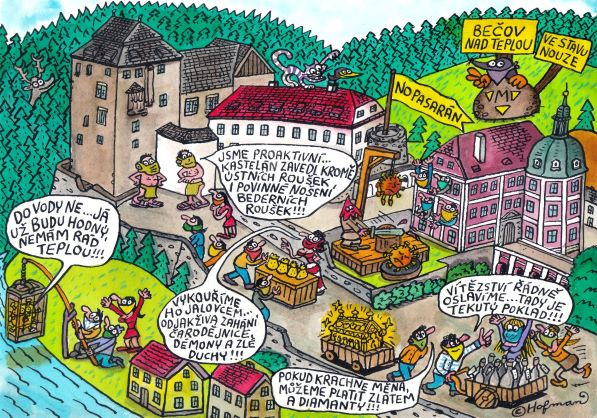 BEČOV
NAD TEPLOU
VE STAVU
NOUZE
NO PASARÁN
JSME PROAKTIVNÍ...
KASTELÁN ZAVEDL KROMĚ
ÚSTNÍCH ROUŠEK
I POVINNÉ NOŠENÍ
BEDERNÍCH
ROUŠEK!!!
DO VODY NE...JÁ
UŽ BUDU HODNÝ,
NEMÁM RÁD
TEPLOU!!!
VYKOUŘÍME
HO JALOVCEM...
ODJAKŽIVA ZAHÁNÍ
ČARODĚJNICE,
DÉMONY A ZLÉ
DUCHY!!!
VÍTĚZSTVÍ ŘÁDNĚ
OSLAVÍME...TADY JE
TEKUTÝ POKLAD!!!
POKUD KRACHNE MĚNA,
MŮŽEME PLATIT ZLATEM
A DIAMANTY!!!
© Hofman